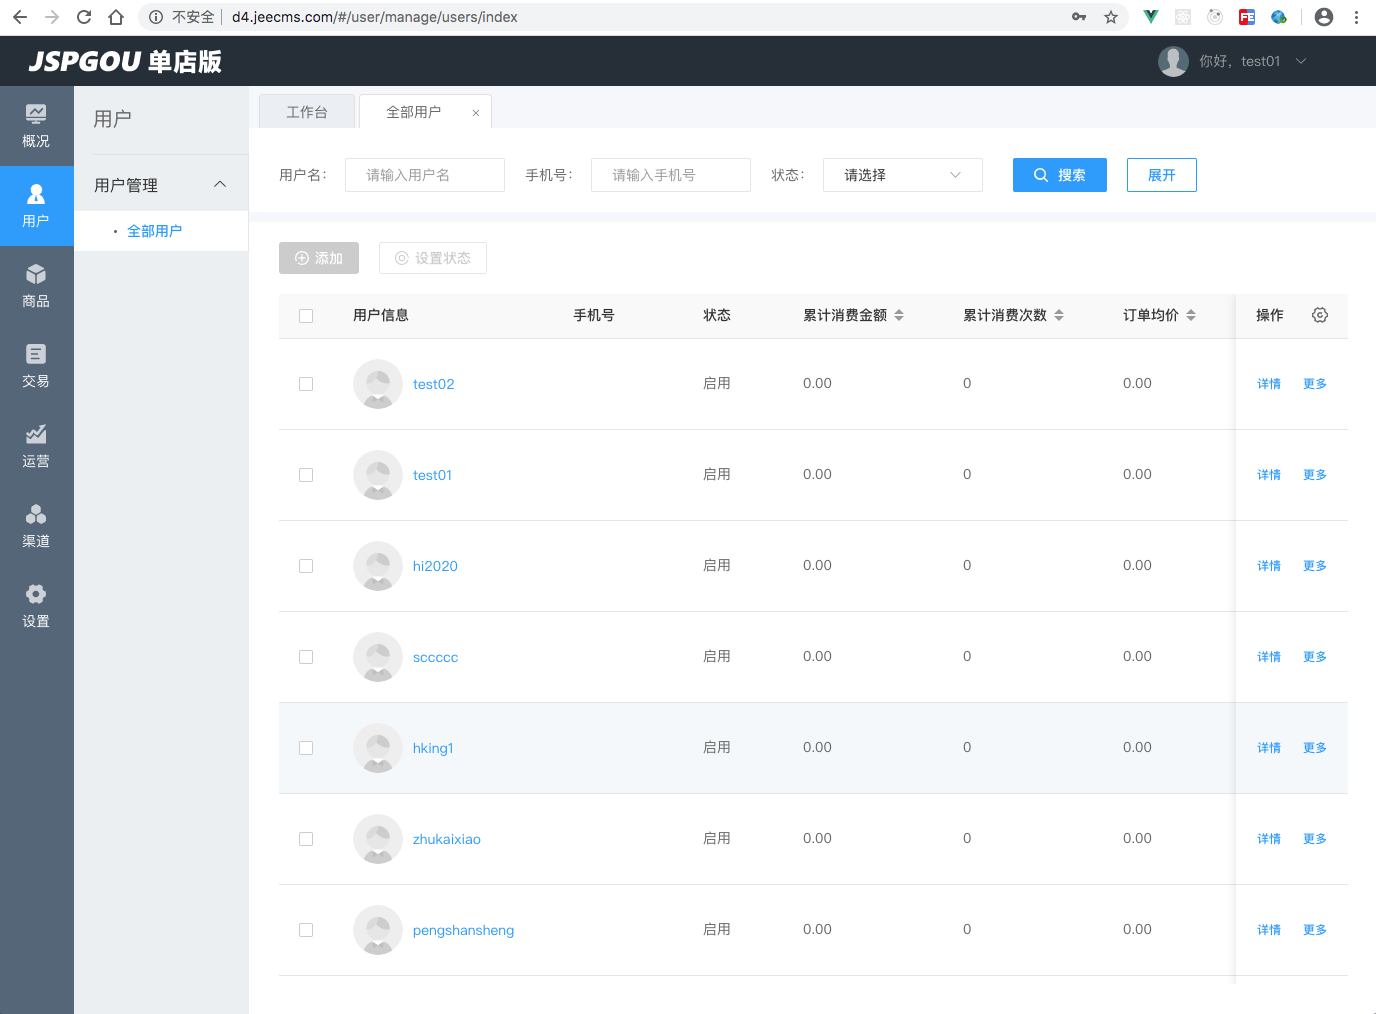 不安全 d4.jeecms.com/#/user/manage/users/index
JSPGOU 单店版
你好，test01
概况
用户
商品
交易
运营
渠道
设置
用户
用户管理
• 全部用户
工作台 全部用户 ×
用户名： 请输入用户名 手机号： 请输入手机号 状态： 请选择 搜索 展开
添加 设置状态
用户信息 手机号 状态 累计消费金额 累计消费次数 订单均价 操作
test02 启用 0.00 0 0.00 详情 更多
test01 启用 0.00 0 0.00 详情 更多
hi2020 启用 0.00 0 0.00 详情 更多
sccccc 启用 0.00 0 0.00 详情 更多
hking1 启用 0.00 0 0.00 详情 更多
zhukaixiao 启用 0.00 0 0.00 详情 更多
pengshansheng 启用 0.00 0 0.00 详情 更多